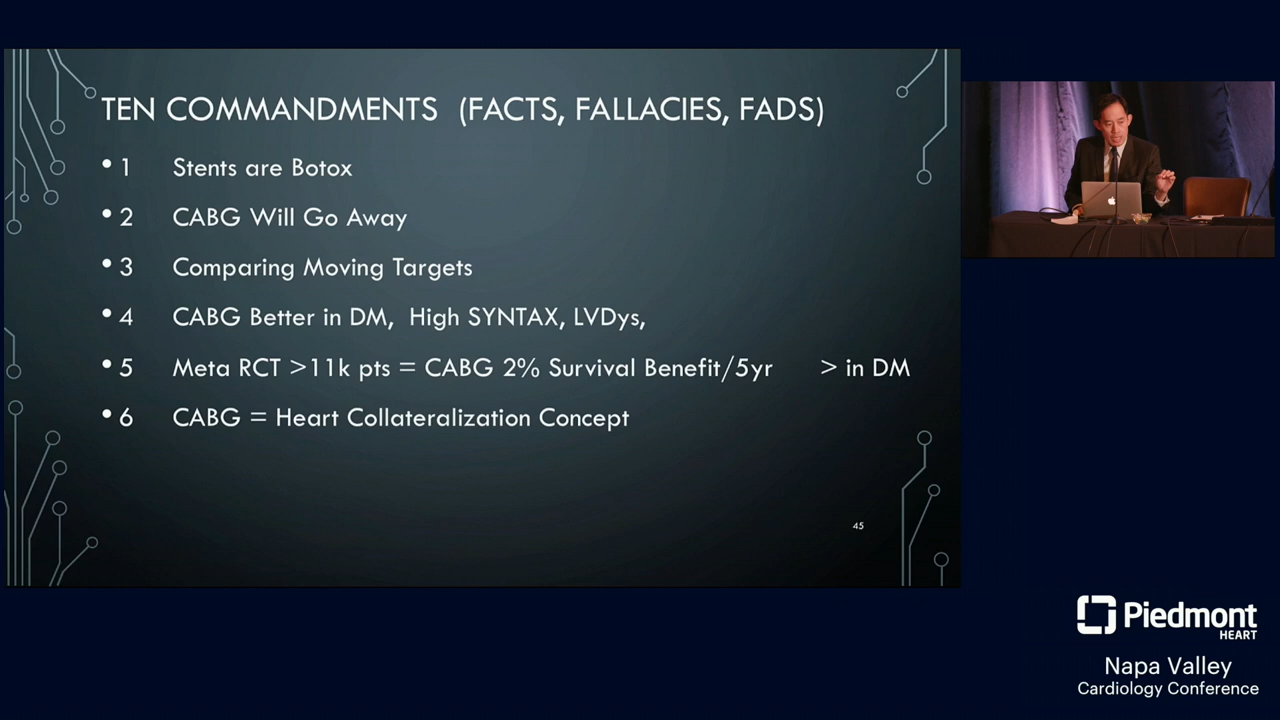 TEN COMMANDMENTS (FACTS, FALLACIES, FADS)
• 1 Stents are Botox
• 2 CABG Will Go Away
• 3 Comparing Moving Targets
• 4 CABG Better in DM, High SYNTAX, LVDys,
• 5 Meta RCT >11k pts = CABG 2% Survival Benefit/5yr > in DM
• 6 CABG = Heart Collateralization Concept
45
Piedmont
HEART
Napa Valley
Cardiology Conference